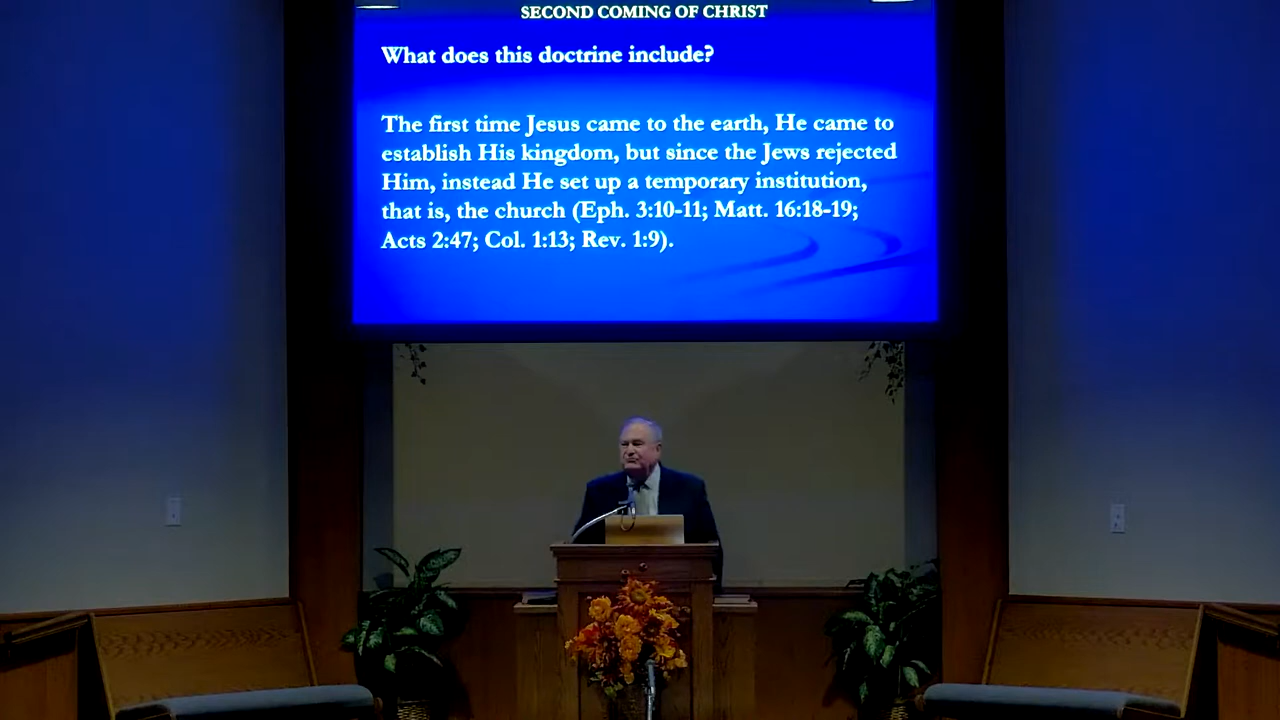 SECOND COMING OF CHRIST
What does this doctrine include?
The first time Jesus came to the earth, He came to
establish His kingdom, but since the Jews rejected
Him, instead He set up a temporary institution,
that is, the church (Eph. 3:10-11; Matt. 16:18-19;
Acts 2:47; Col. 1:13; Rev. 1:9).